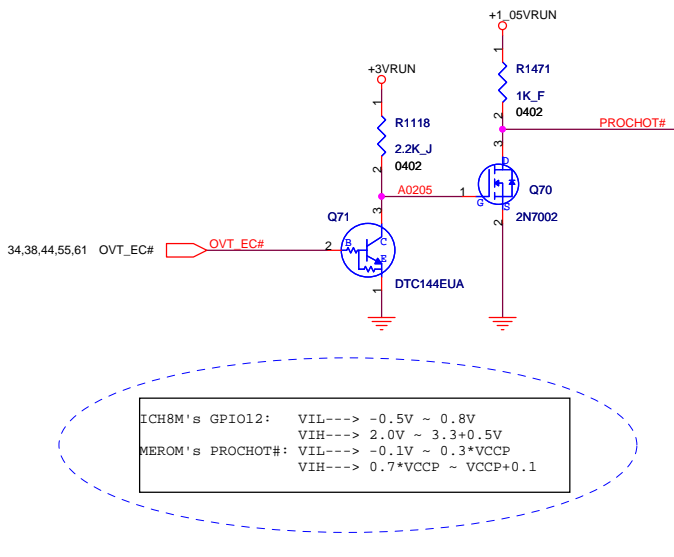 +1_05VRUN
1
R1471
1K_F
0402
2
PROCHOT#
+3VRUN
1
R1118
2.2K_J
0402
2
A0205
3
D
1
G
S
Q70
2N7002
2
Q71
3
34,38,44,55,61 OVT_EC#
OVT_EC#
2
B
C
E
DTC144EUA
1
ICH8M's GPIO12: VIL---> -0.5V ~ 0.8V
VIH---> 2.0V ~ 3.3+0.5V
MEROM's PROCHOT#: VIL---> -0.1V ~ 0.3*VCCP
VIH---> 0.7*VCCP ~ VCCP+0.1